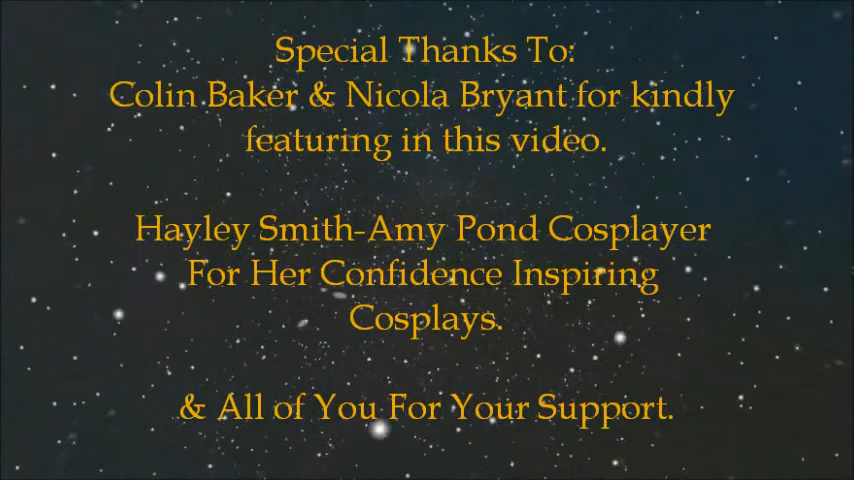 Special Thanks To:
Colin Baker & Nicola Bryant for kindly
featuring in this video.
Hayley Smith-Amy Pond Cosplayer
For Her Confidence Inspiring
Cosplays.
& All of You For Your Support.